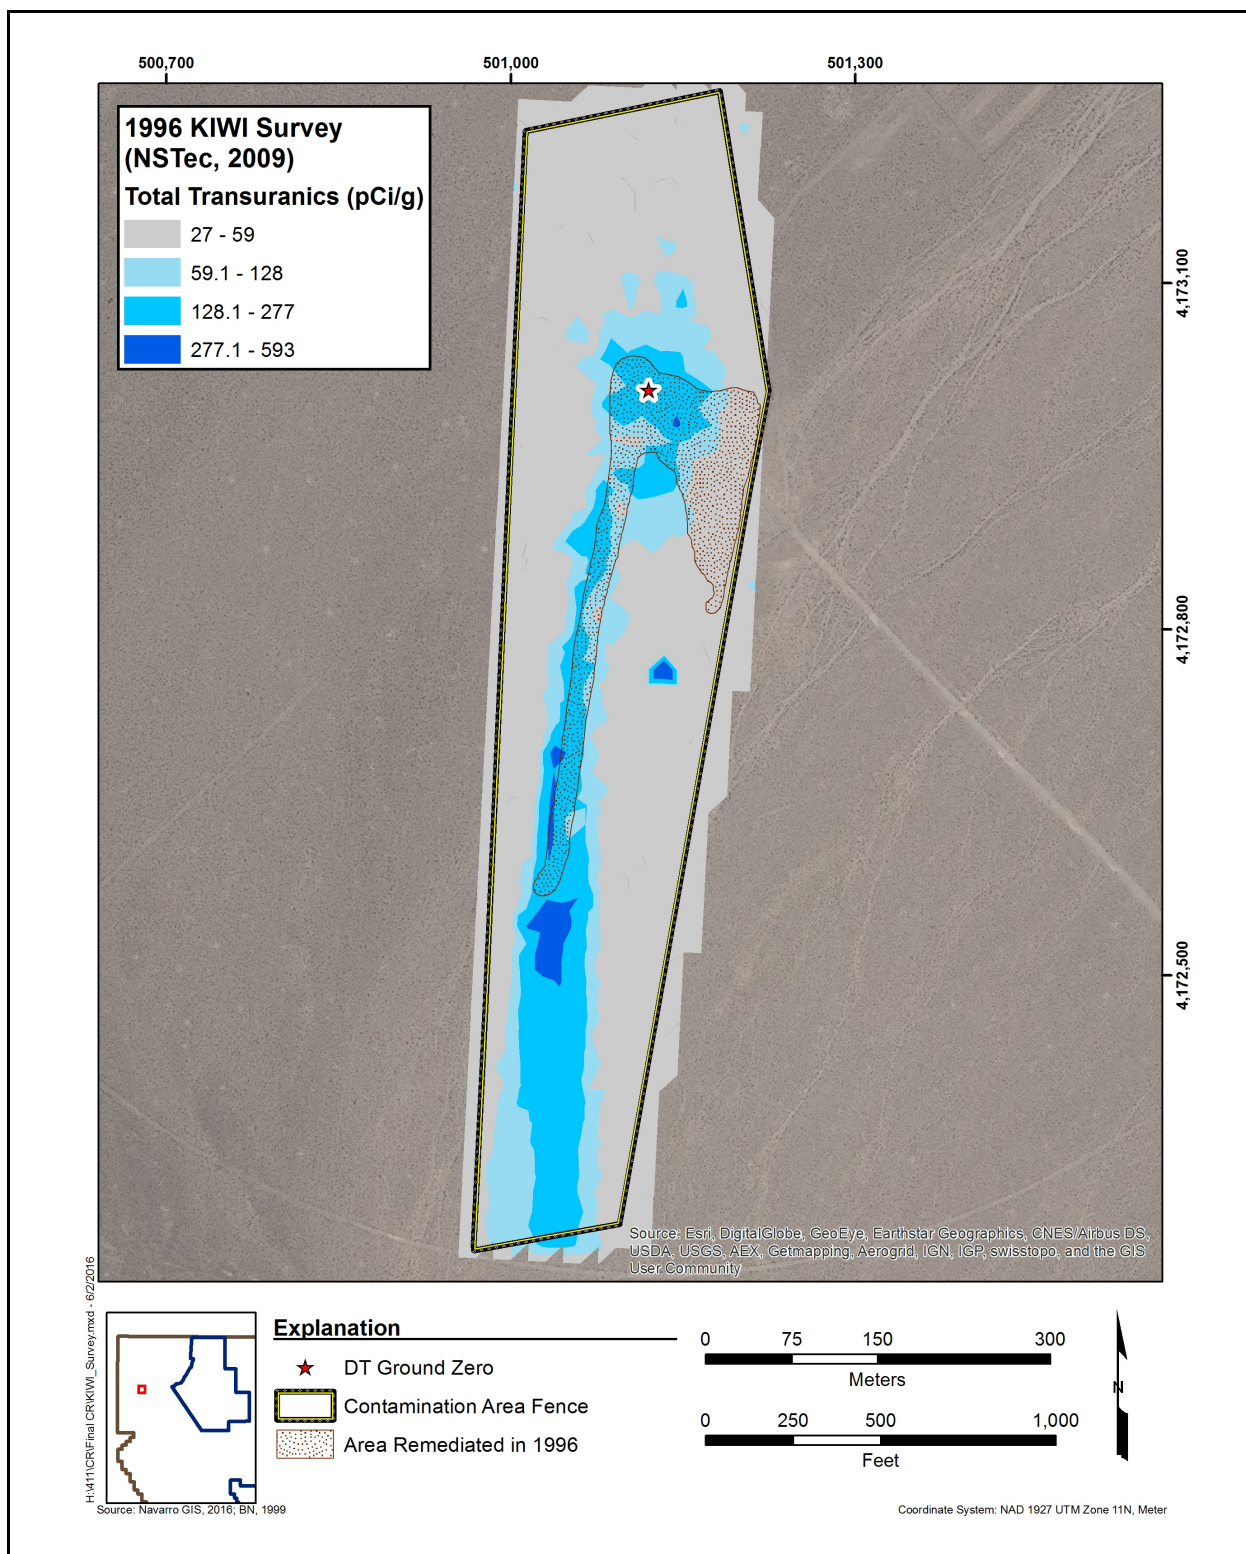 500,700
501,000
501,300
1996 KIWI Survey
(NSTec, 2009)
Total Transuranics (pCi/g)
27 - 59
59.1 - 128
128.1 - 277
277.1 - 593
4,173,100
4,172,800
4,172,500
Source: Esri, DigitalGlobe, GeoEye, Earthstar Geographics, CNES/Airbus DS,
USDA, USGS, AEX, Getmapping, Aerogrid, IGN, IGP, swisstopo, and the GIS
User Community
H:\411\CR\Final CR\KIWI_Survey.mxd - 6/2/2016
Explanation
DT Ground Zero
Contamination Area Fence
Area Remediated in 1996
0 75 150 300
Meters
0 250 500 1,000
Feet
N
Source: Navarro GIS, 2016; BN, 1999
Coordinate System: NAD 1927 UTM Zone 11N, Meter